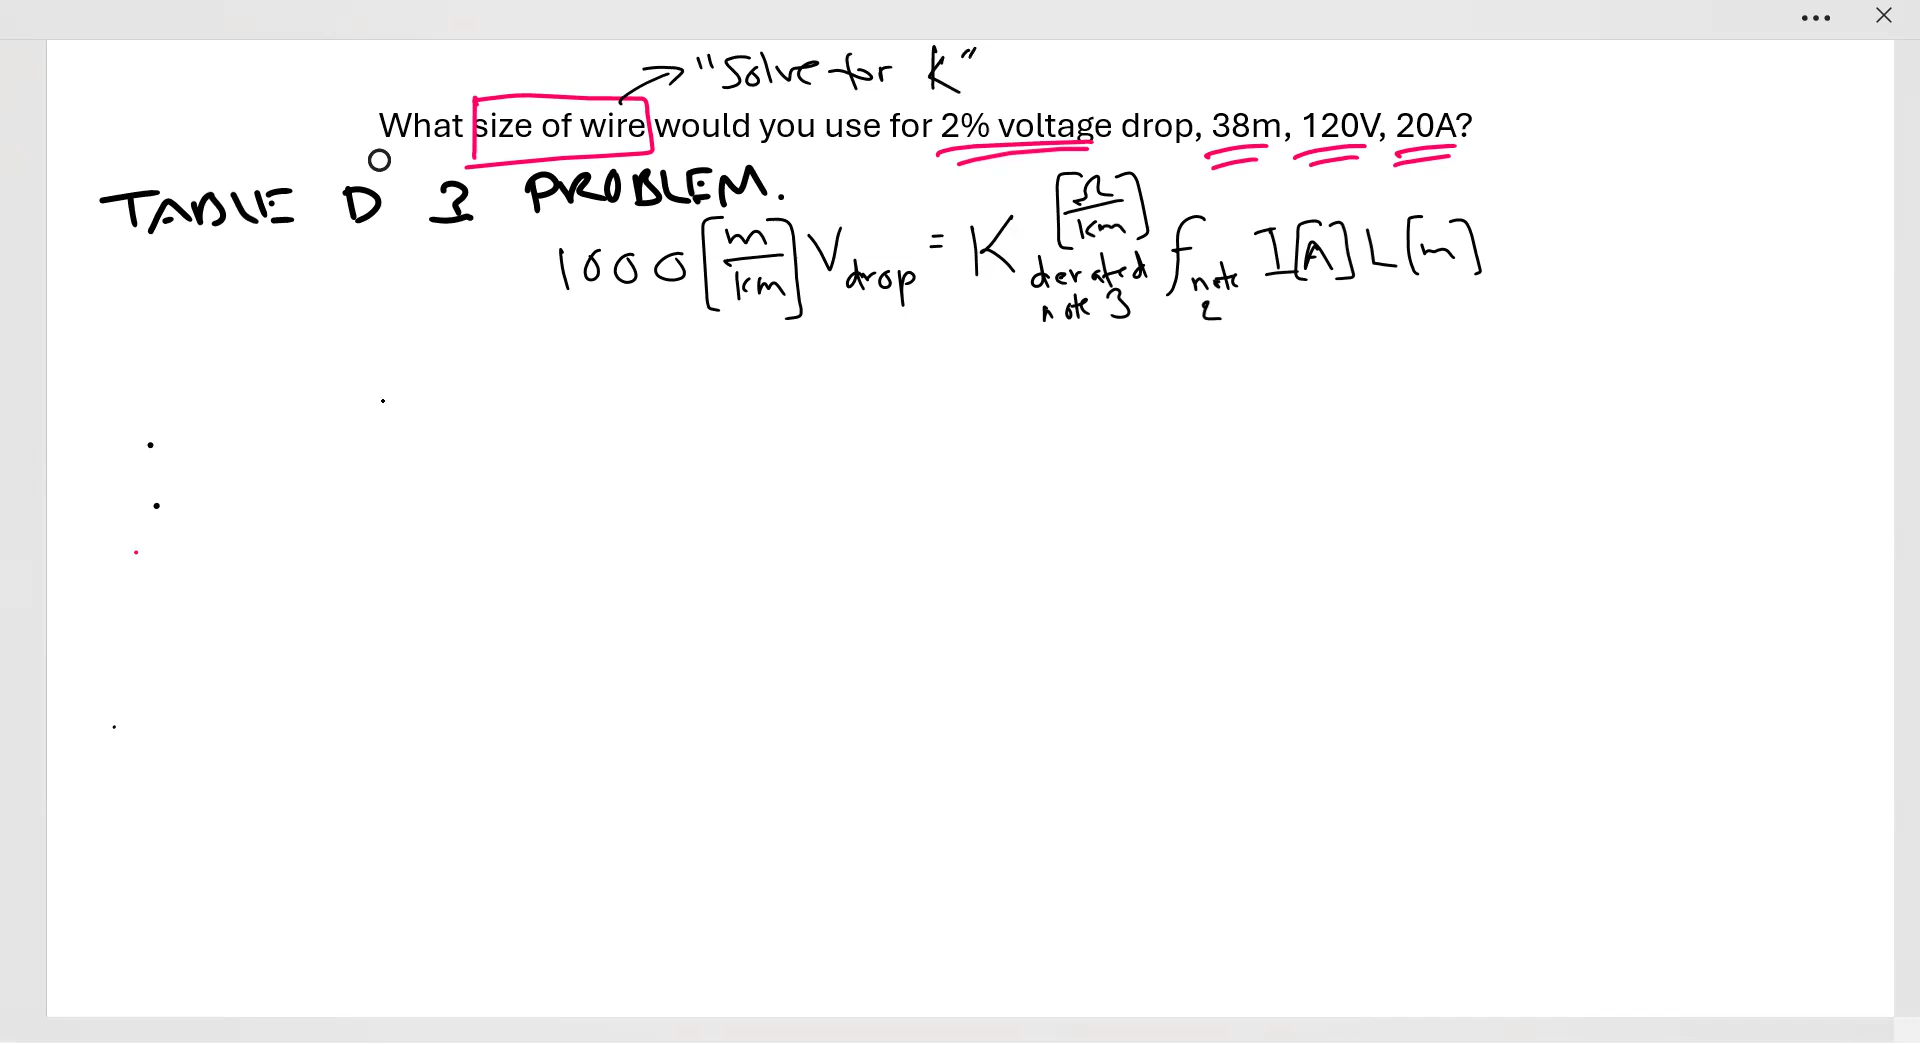 "Solve for K"
What size of wire would you use for 2% voltage drop, 38m, 120V, 20A?
TABLE D 3 PROBLEM.
1000 [m/km] V drop = K [Ω/km] derated note 3 f note 2 I[A] L[m]